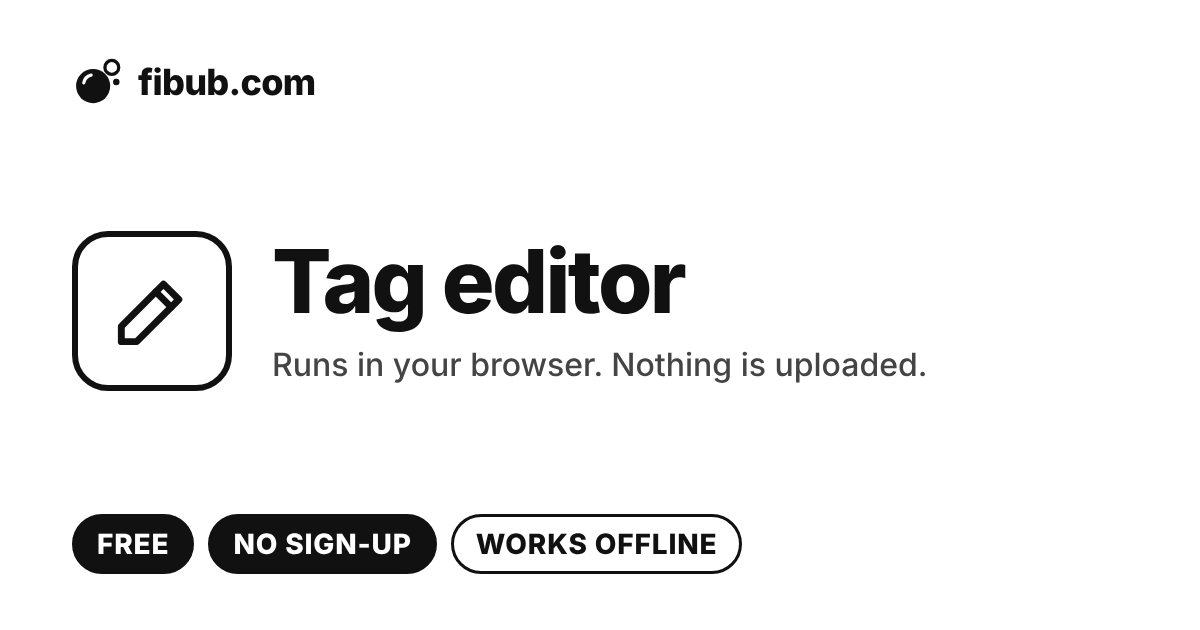 fibub.com
Tag editor
Runs in your browser. Nothing is uploaded.
FREE NO SIGN-UP WORKS OFFLINE